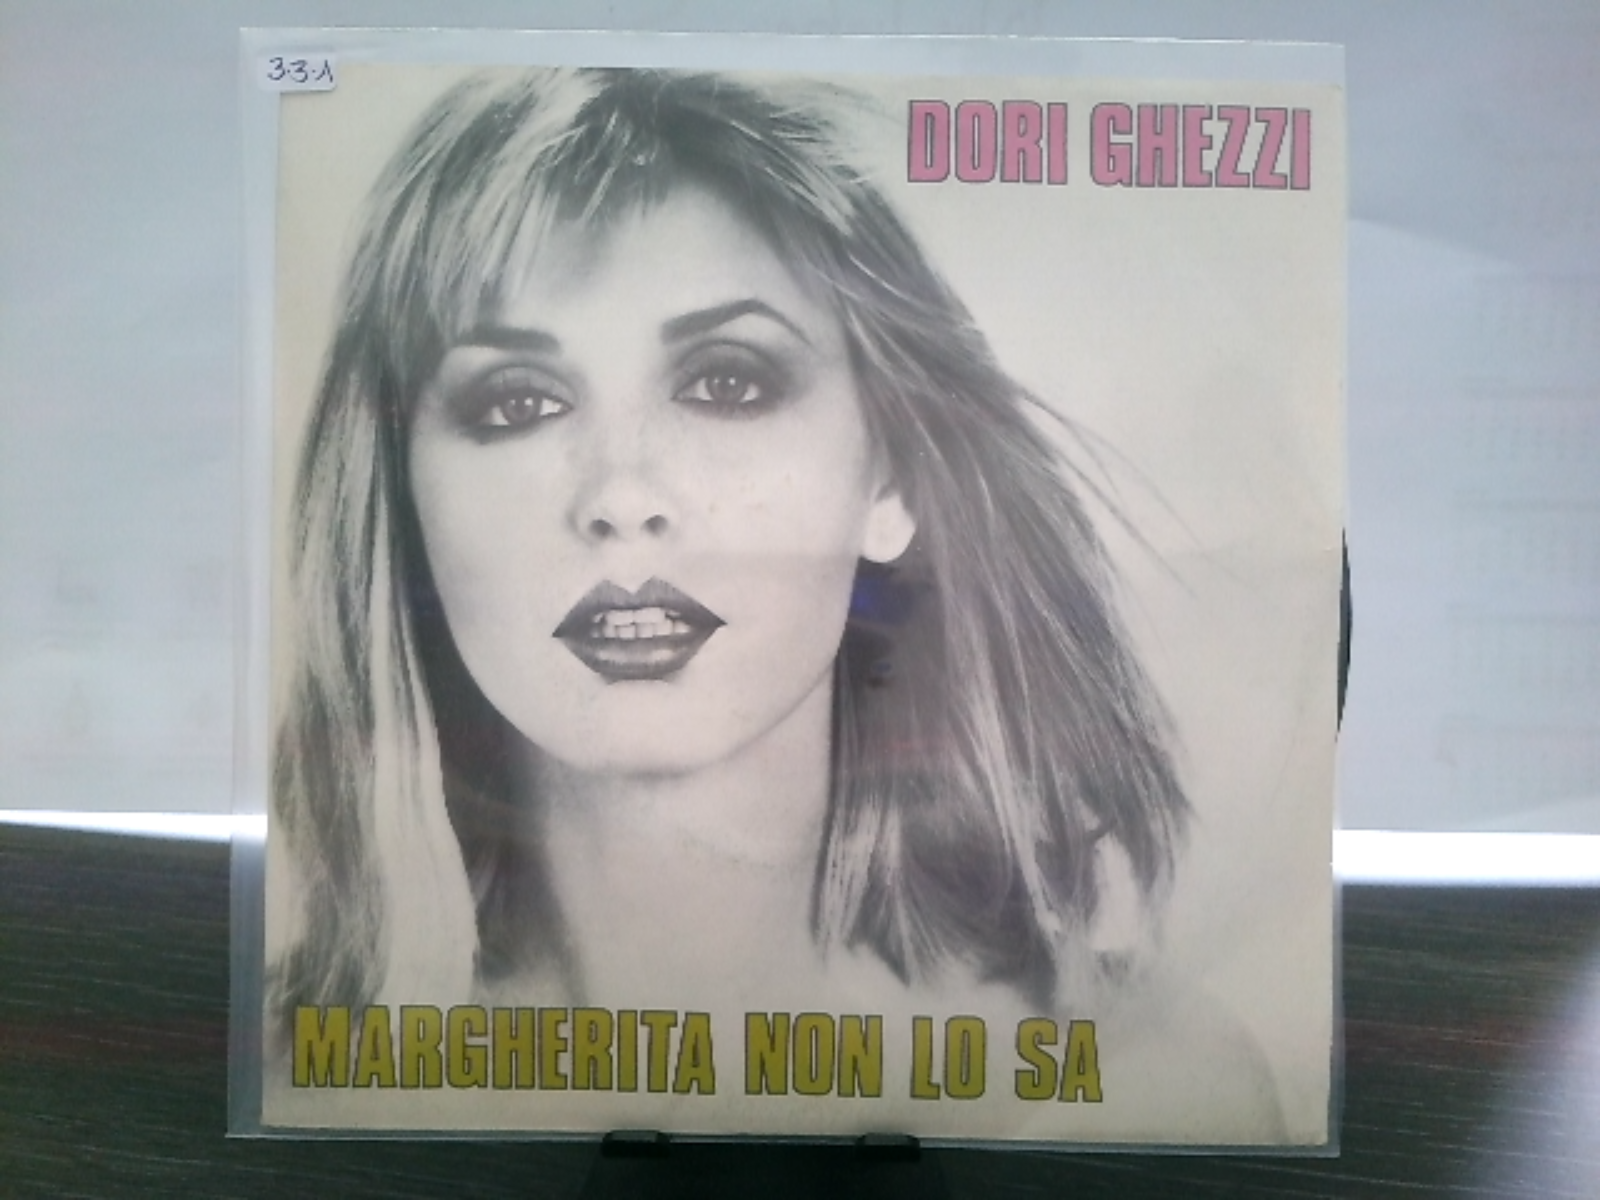 3.3.1
DORI GHEZZI
MARGHERITA NON LO SA